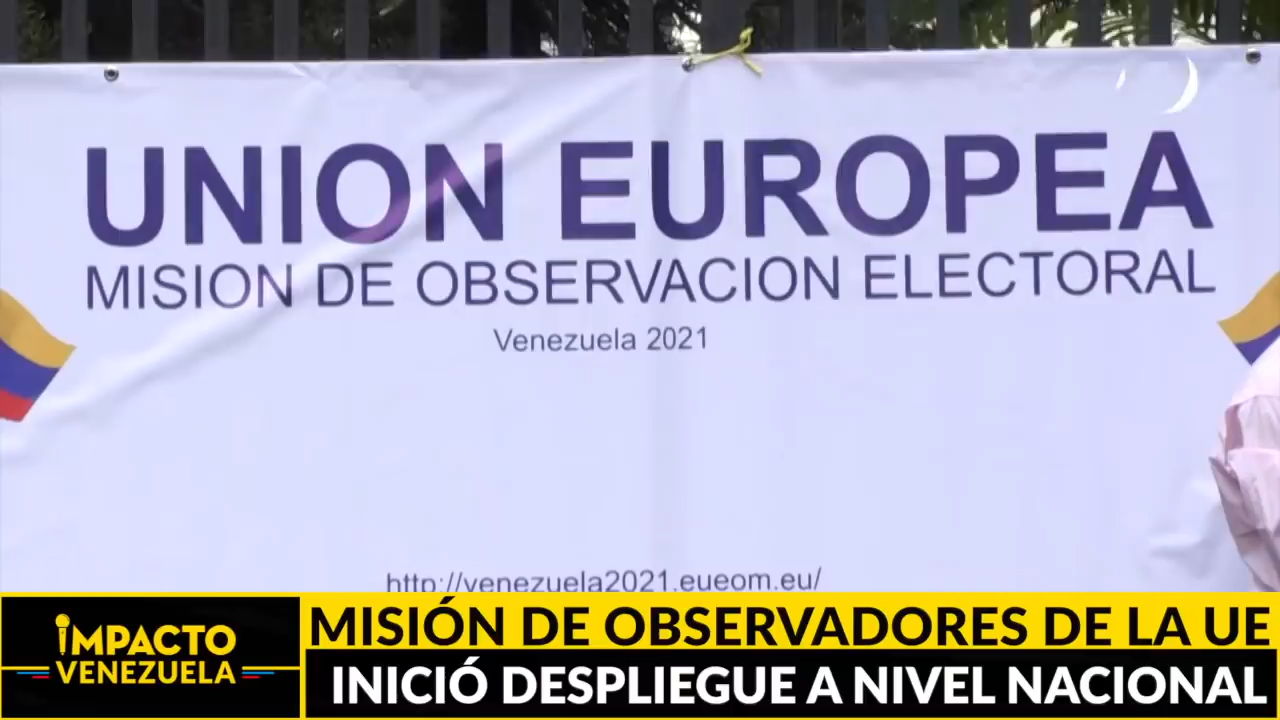 UNION EUROPEA
MISION DE OBSERVACION ELECTORAL
Venezuela 2021
http://venezuela2021.eueom.eu/
IMPACTO
VENEZUELA
MISIÓN DE OBSERVADORES DE LA UE
INICIÓ DESPLIEGUE A NIVEL NACIONAL